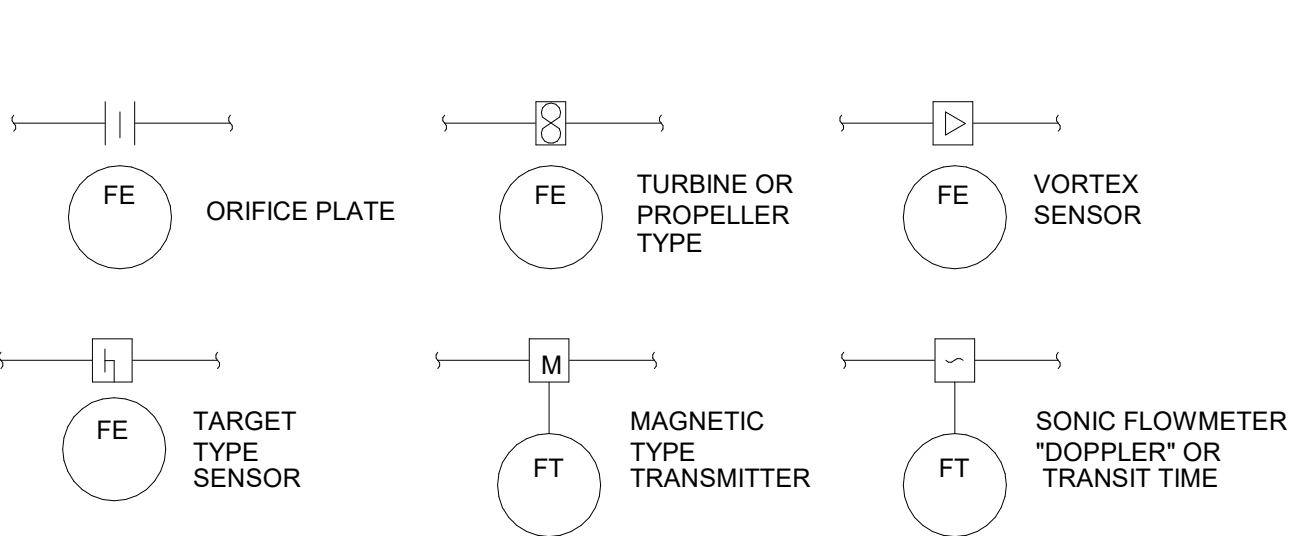 FE
ORIFICE PLATE
FE
TURBINE OR
PROPELLER
TYPE
FE
VORTEX
SENSOR
FE
TARGET
TYPE
SENSOR
M
FT
MAGNETIC
TYPE
TRANSMITTER
FT
SONIC FLOWMETER
"DOPPLER" OR
TRANSIT TIME